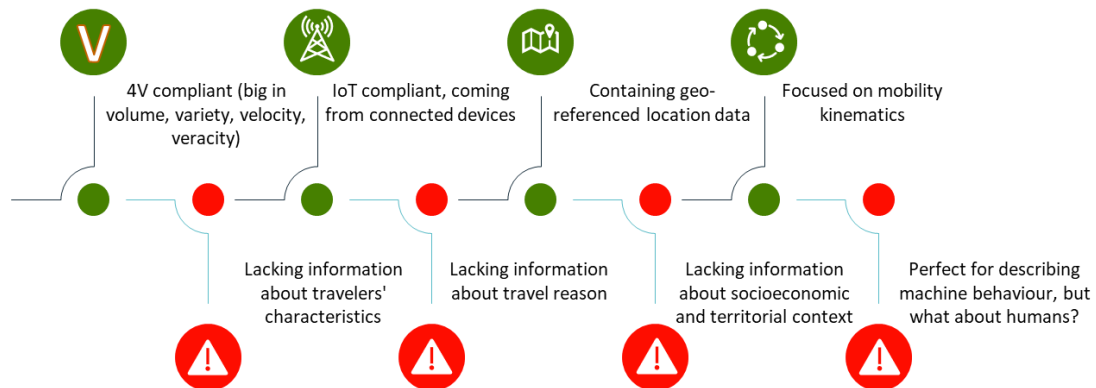 V
4V compliant (big in
volume, variety, velocity,
veracity)
IoT compliant, coming
from connected devices
Containing geo-
referenced location data
Focused on mobility
kinematics
Lacking information
about travelers'
characteristics
Lacking information
about travel reason
Lacking information
about socioeconomic
and territorial context
Perfect for describing
machine behaviour, but
what about humans?